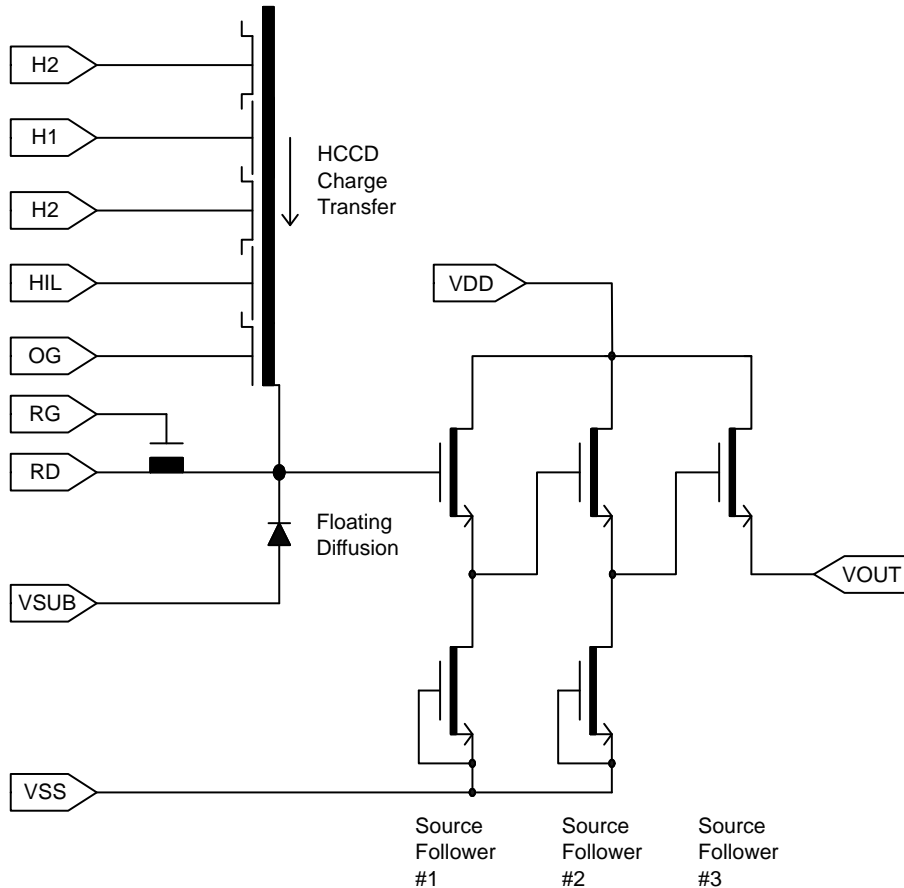 H2
H1
HCCD
Charge
Transfer
H2
HIL
VDD
OG
RG
RD
Floating
Diffusion
VSUB
VOUT
VSS
Source
Follower
#1
Source
Follower
#2
Source
Follower
#3